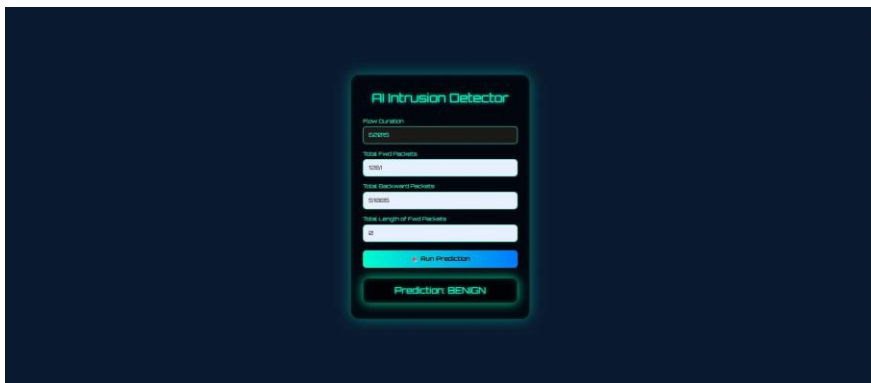 AI Intrusion Detector
Flow Duration
Total Fwd Packets
Total Backward Packets
Total Length of Fwd Packets
Run Prediction
Prediction: BENIGN